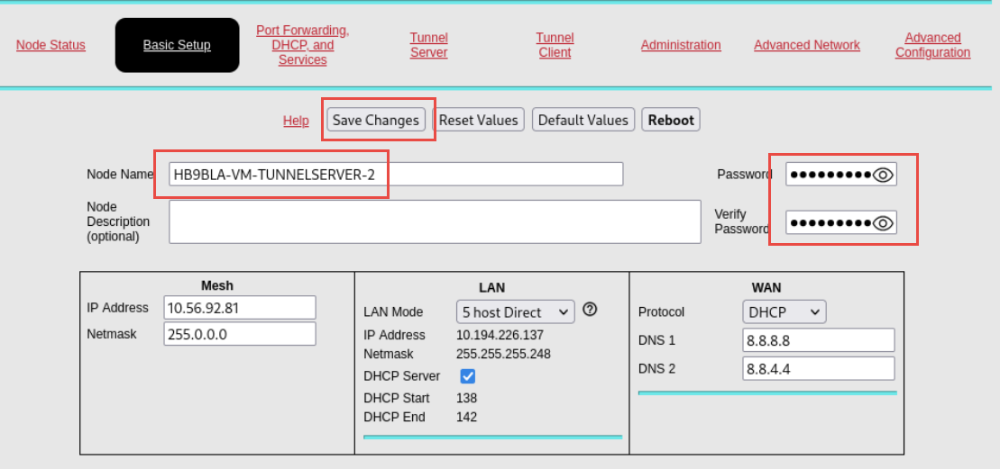 Node Status
Basic Setup
Port Forwarding,
DHCP, and
Services
Tunnel
Server
Tunnel
Client
Administration
Advanced Network
Advanced
Configuration
Help
Save Changes
Reset Values
Default Values
Reboot
Node Name
HB9BLA-VM-TUNNELSERVER-2
Password
●●●●●●●●●
Node
Description
(optional)
Verify
Password
●●●●●●●●●
Mesh
IP Address 10.56.92.81
Netmask 255.0.0.0
LAN
LAN Mode 5 host Direct
IP Address 10.194.226.137
Netmask 255.255.255.248
DHCP Server
DHCP Start 138
DHCP End 142
WAN
Protocol DHCP
DNS 1 8.8.8.8
DNS 2 8.8.4.4